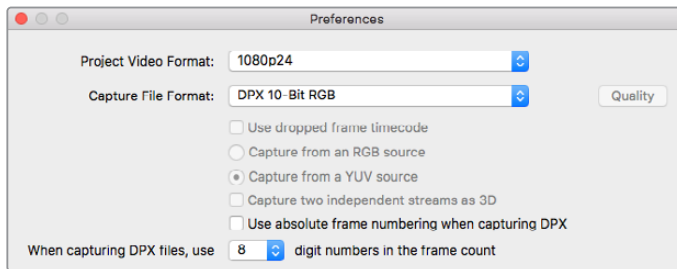 Preferences
Project Video Format: 1080p24
Capture File Format: DPX 10-Bit RGB Quality
Use dropped frame timecode
Capture from an RGB source
Capture from a YUV source
Capture two independent streams as 3D
Use absolute frame numbering when capturing DPX
When capturing DPX files, use 8 digit numbers in the frame count